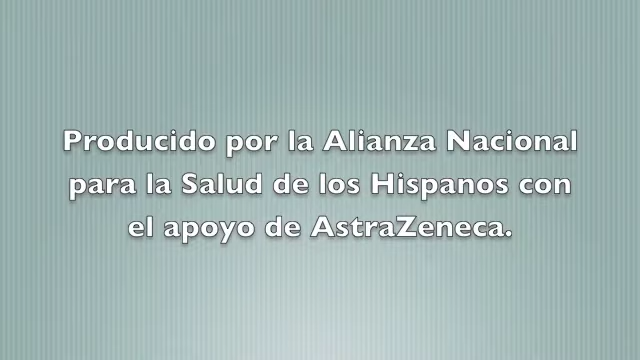 Producido por la Alianza Nacional
para la Salud de los Hispanos con
el apoyo de AstraZeneca.